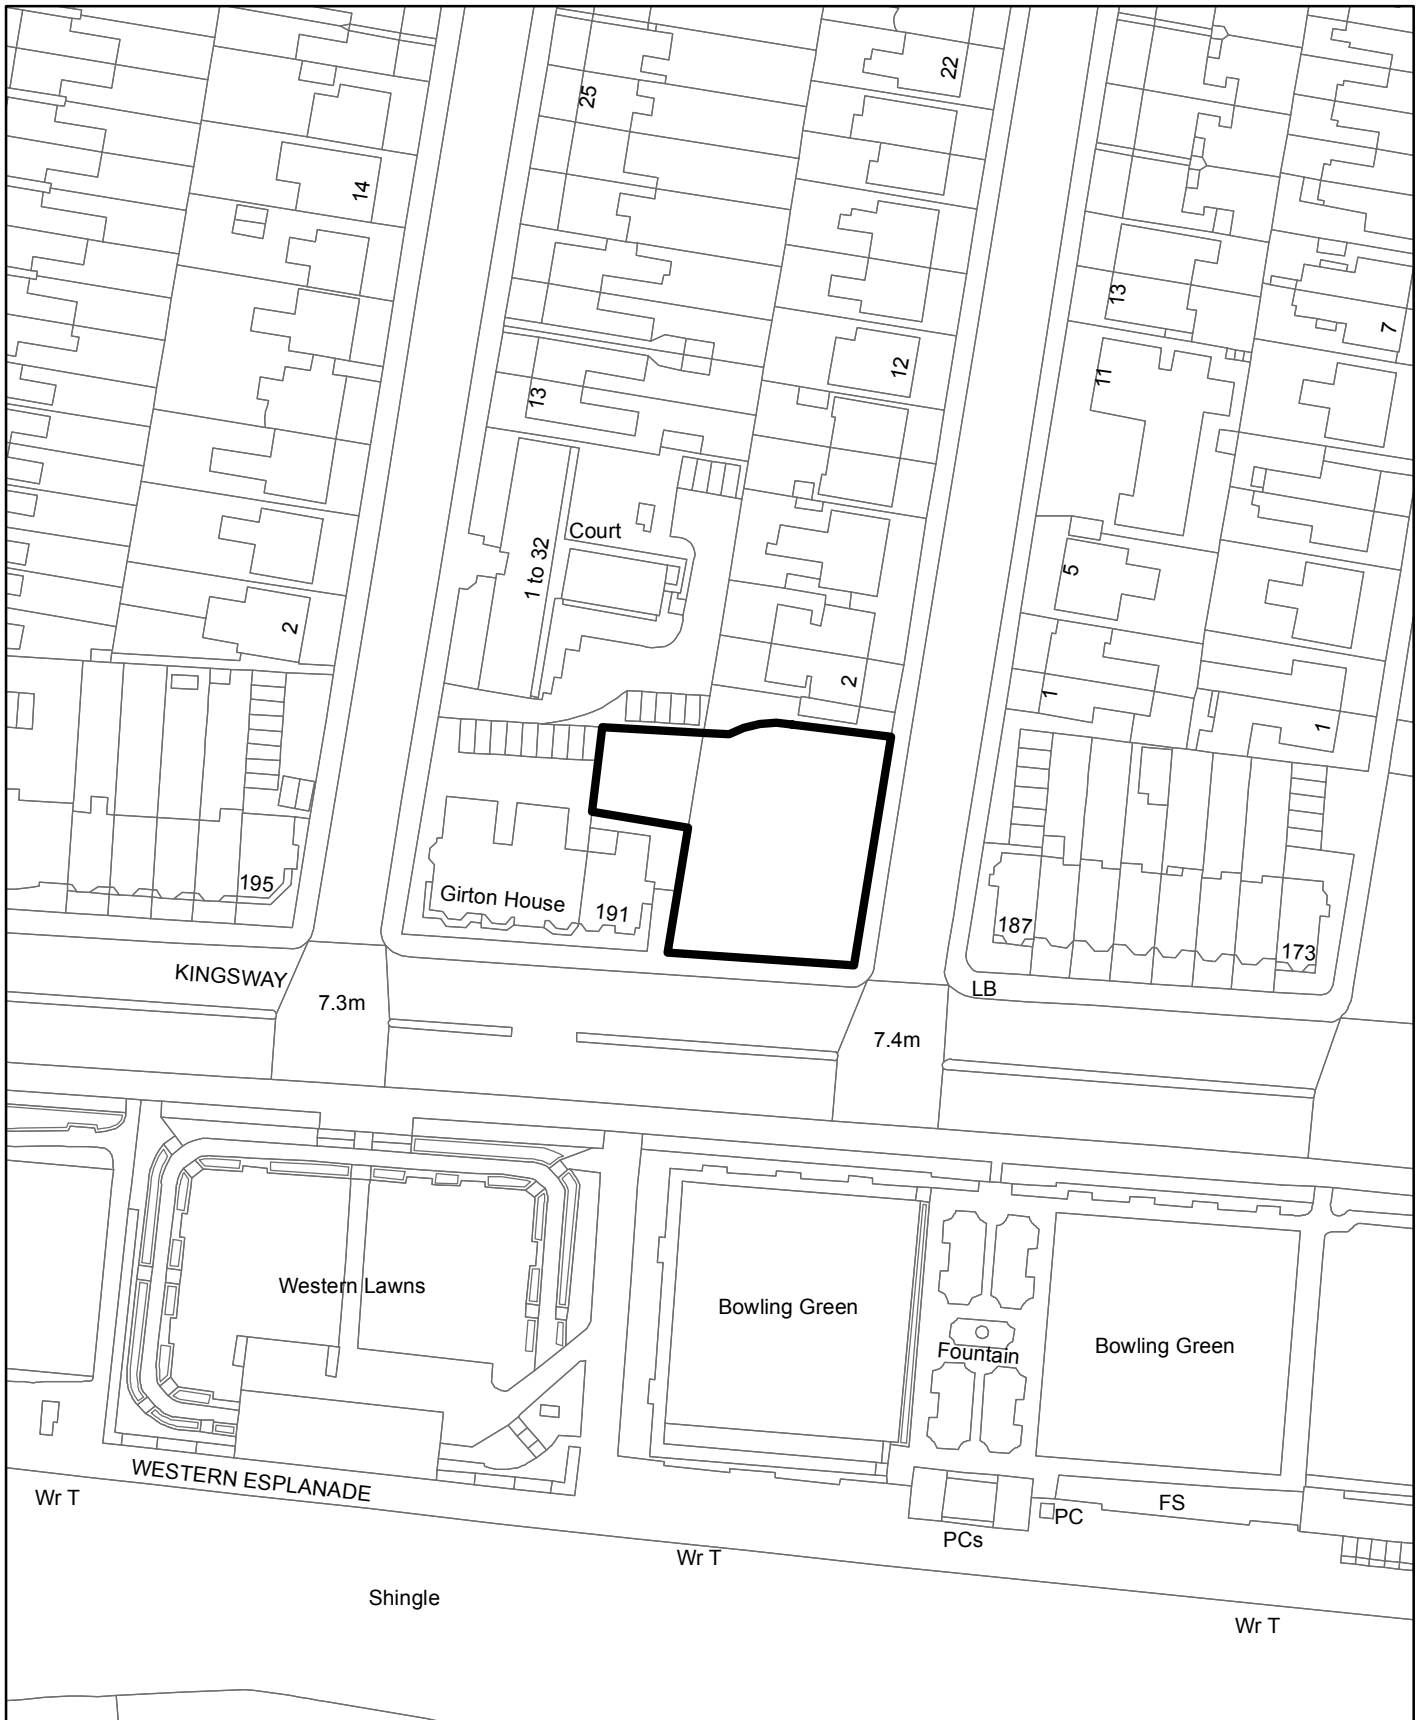 22
25
14
13
7
12
11
13
Court
1 to 32
5
2
2
1
1
195
Girton House
191
187
173
KINGSWAY
LB
7.3m
7.4m
Western Lawns
Bowling Green
Fountain
Bowling Green
WESTERN ESPLANADE
Wr T
FS
PC
PCs
Wr T
Shingle
Wr T